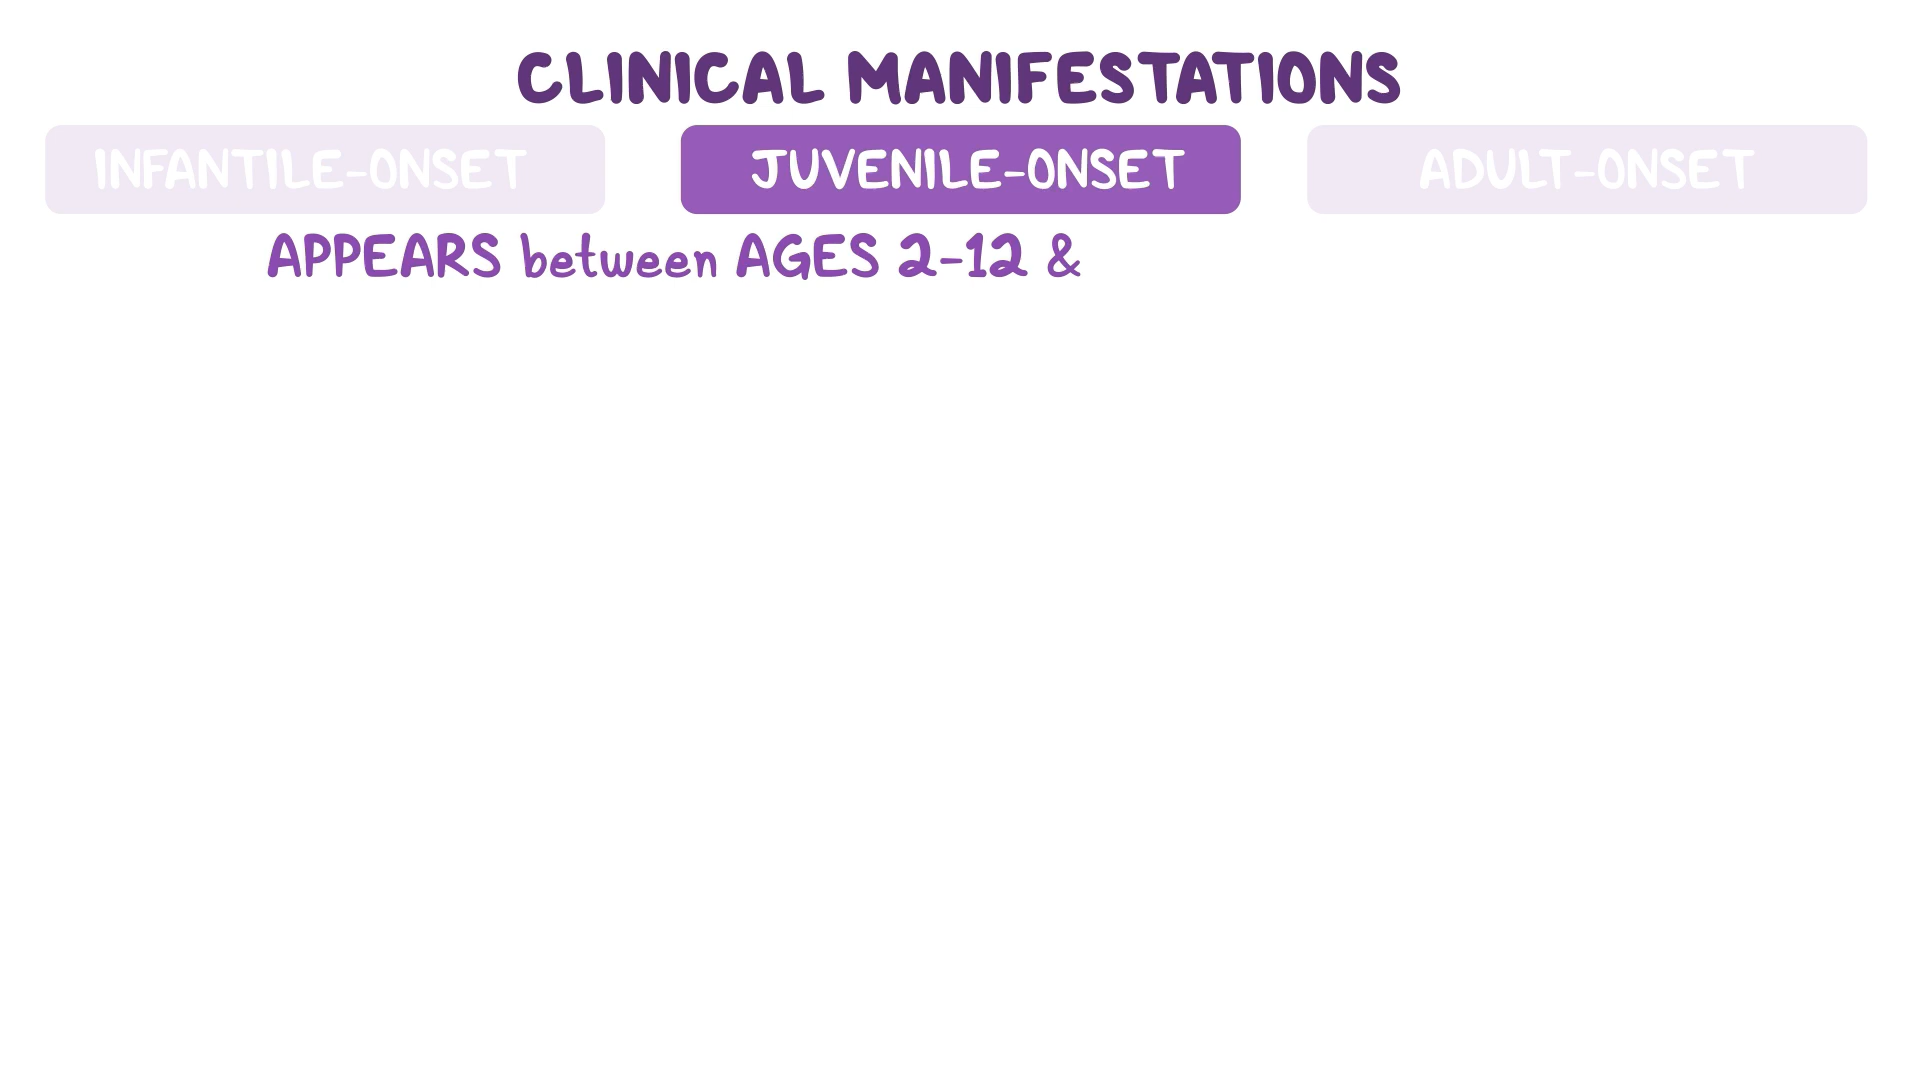 CLINICAL MANIFESTATIONS
INFANTILE-ONSET JUVENILE-ONSET ADULT-ONSET
APPEARS between AGES 2-12 &